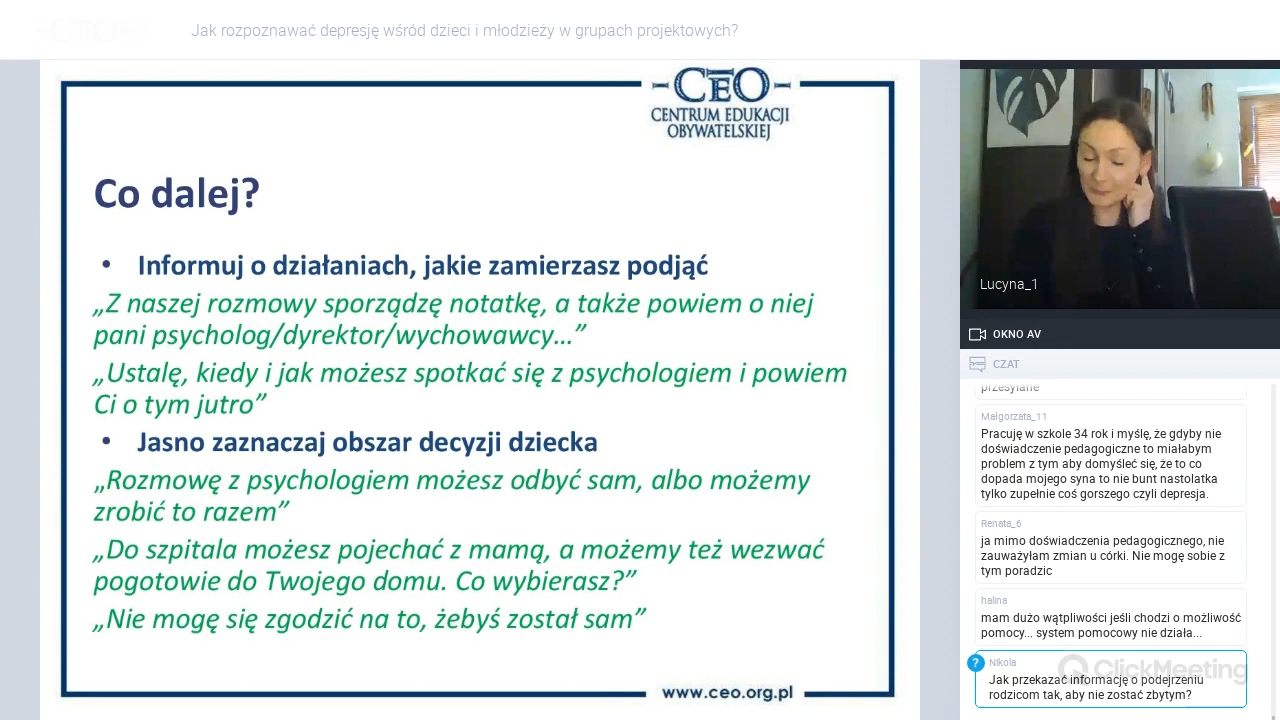 Jak rozpoznawać depresję wśród dzieci i młodzieży w grupach projektowych?
CEO
CENTRUM EDUKACJI
OBYWATELSKIEJ
Co dalej?
• Informuj o działaniach, jakie zamierzasz podjąć
„Z naszej rozmowy sporządzę notatkę, a także powiem o niej
pani psycholog/dyrektor/wychowawcy…”
„Ustalę, kiedy i jak możesz spotkać się z psychologiem i powiem
Ci o tym jutro”
• Jasno zaznaczaj obszar decyzji dziecka
„Rozmowę z psychologiem możesz odbyć sam, albo możemy
zrobić to razem”
„Do szpitala możesz pojechać z mamą, a możemy też wezwać
pogotowie do Twojego domu. Co wybierasz?”
„Nie mogę się zgodzić na to, żebyś został sam”
www.ceo.org.pl
Lucyna_1
OKNO AV
CZAT
przesyłane
Małgorzata_11
Pracuję w szkole 34 rok i myślę, że gdyby nie
doświadczenie pedagogiczne to miałabym
problem z tym aby domyśleć się, że to co
dopada mojego syna to nie bunt nastolatka
tylko zupełnie coś gorszego czyli depresja.
Renata_6
ja mimo doświadczenia pedagogicznego, nie
zauważyłam zmian u córki. Nie mogę sobie z
tym poradzic
halina
mam dużo wątpliwości jeśli chodzi o możliwość
pomocy... system pomocowy nie działa...
? Nikola
Jak przekazać informację o podejrzeniu
rodzicom tak, aby nie zostać zbytym?
ClickMeeting